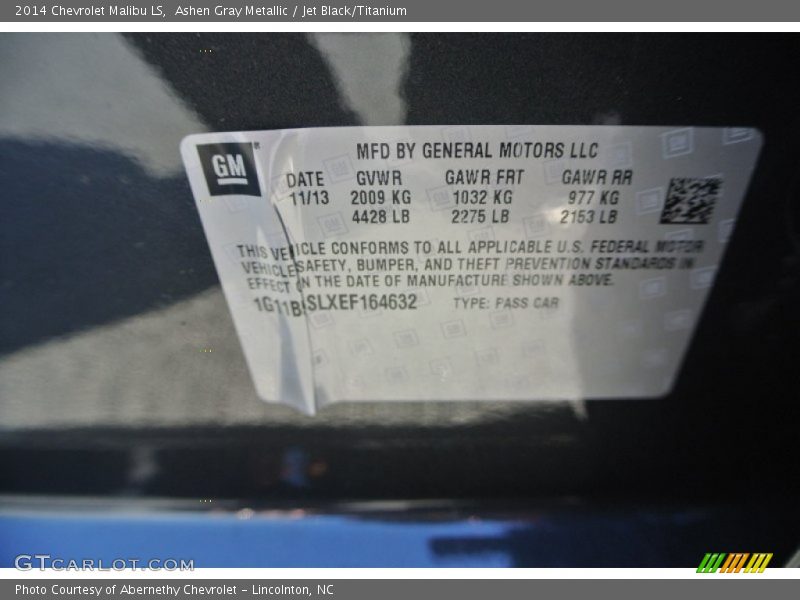 2014 Chevrolet Malibu LS,  Ashen Gray Metallic / Jet Black/Titanium
GM
MFD BY GENERAL MOTORS LLC
DATE GVWR GAWR FRT GAWR RR
11/13 2009 KG 1032 KG 977 KG
4428 LB 2275 LB 2153 LB
THIS VEHICLE CONFORMS TO ALL APPLICABLE U.S. FEDERAL MOTOR
VEHICLE SAFETY, BUMPER, AND THEFT PREVENTION STANDARDS IN
EFFECT ON THE DATE OF MANUFACTURE SHOWN ABOVE.
TYPE: PASS CAR
GTCARLOT.COM
Photo Courtesy of Abernethy Chevrolet – Lincolnton, NC